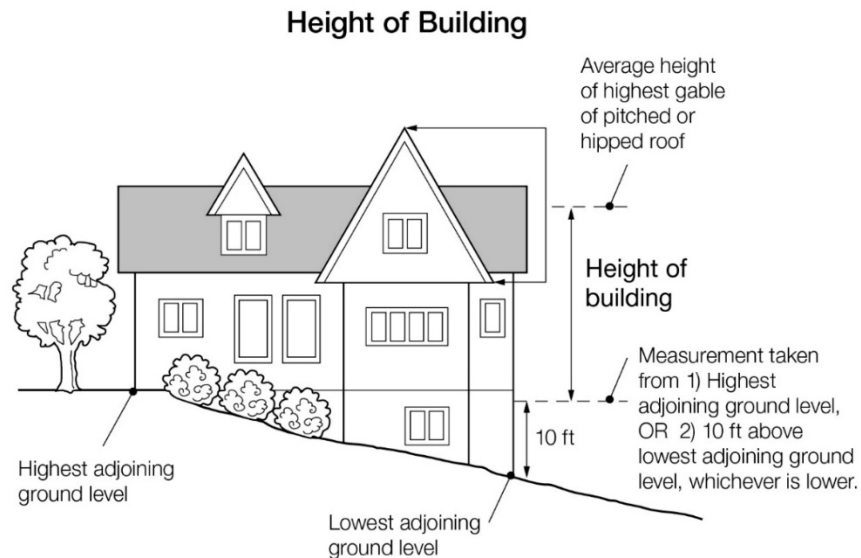 Height of Building
Average height
of highest gable
of pitched or
hipped roof
Height of
building
Measurement taken
from 1) Highest
adjoining ground level,
OR 2) 10 ft above
lowest adjoining ground
level, whichever is lower.
10 ft
Highest adjoining
ground level
Lowest adjoining
ground level